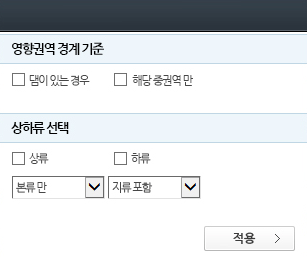 영향권역 경계 기준
댐이 있는 경우 해당 중권역 만
상하류 선택
상류 하류
본류 만 지류 포함
적용